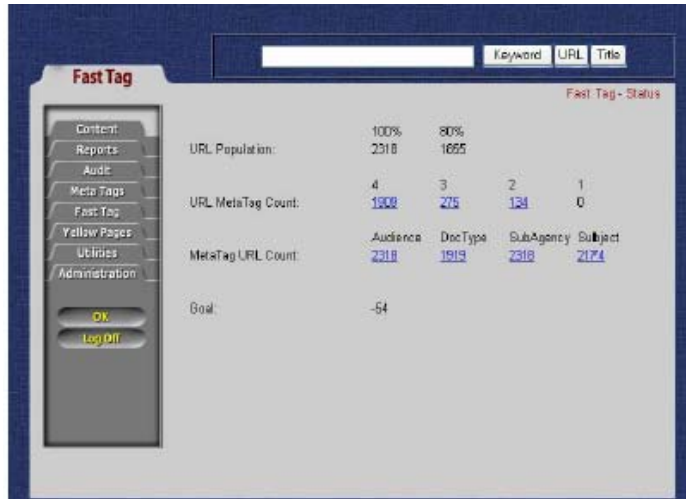 Keyword URL Title
Fast Tag
Fast Tag - Status
Content
Reports
Audit
Meta Tags
Fast Tag
Yellow Pages
Utilities
Administration
OK
Log Off
100% 80%
URL Population: 2318 1855
4 3 2 1
URL MetaTag Count: 1909 275 134 0
Audience DocType SubAgency Subject
MetaTag URL Count: 2318 1919 2318 2174
Goal: -54